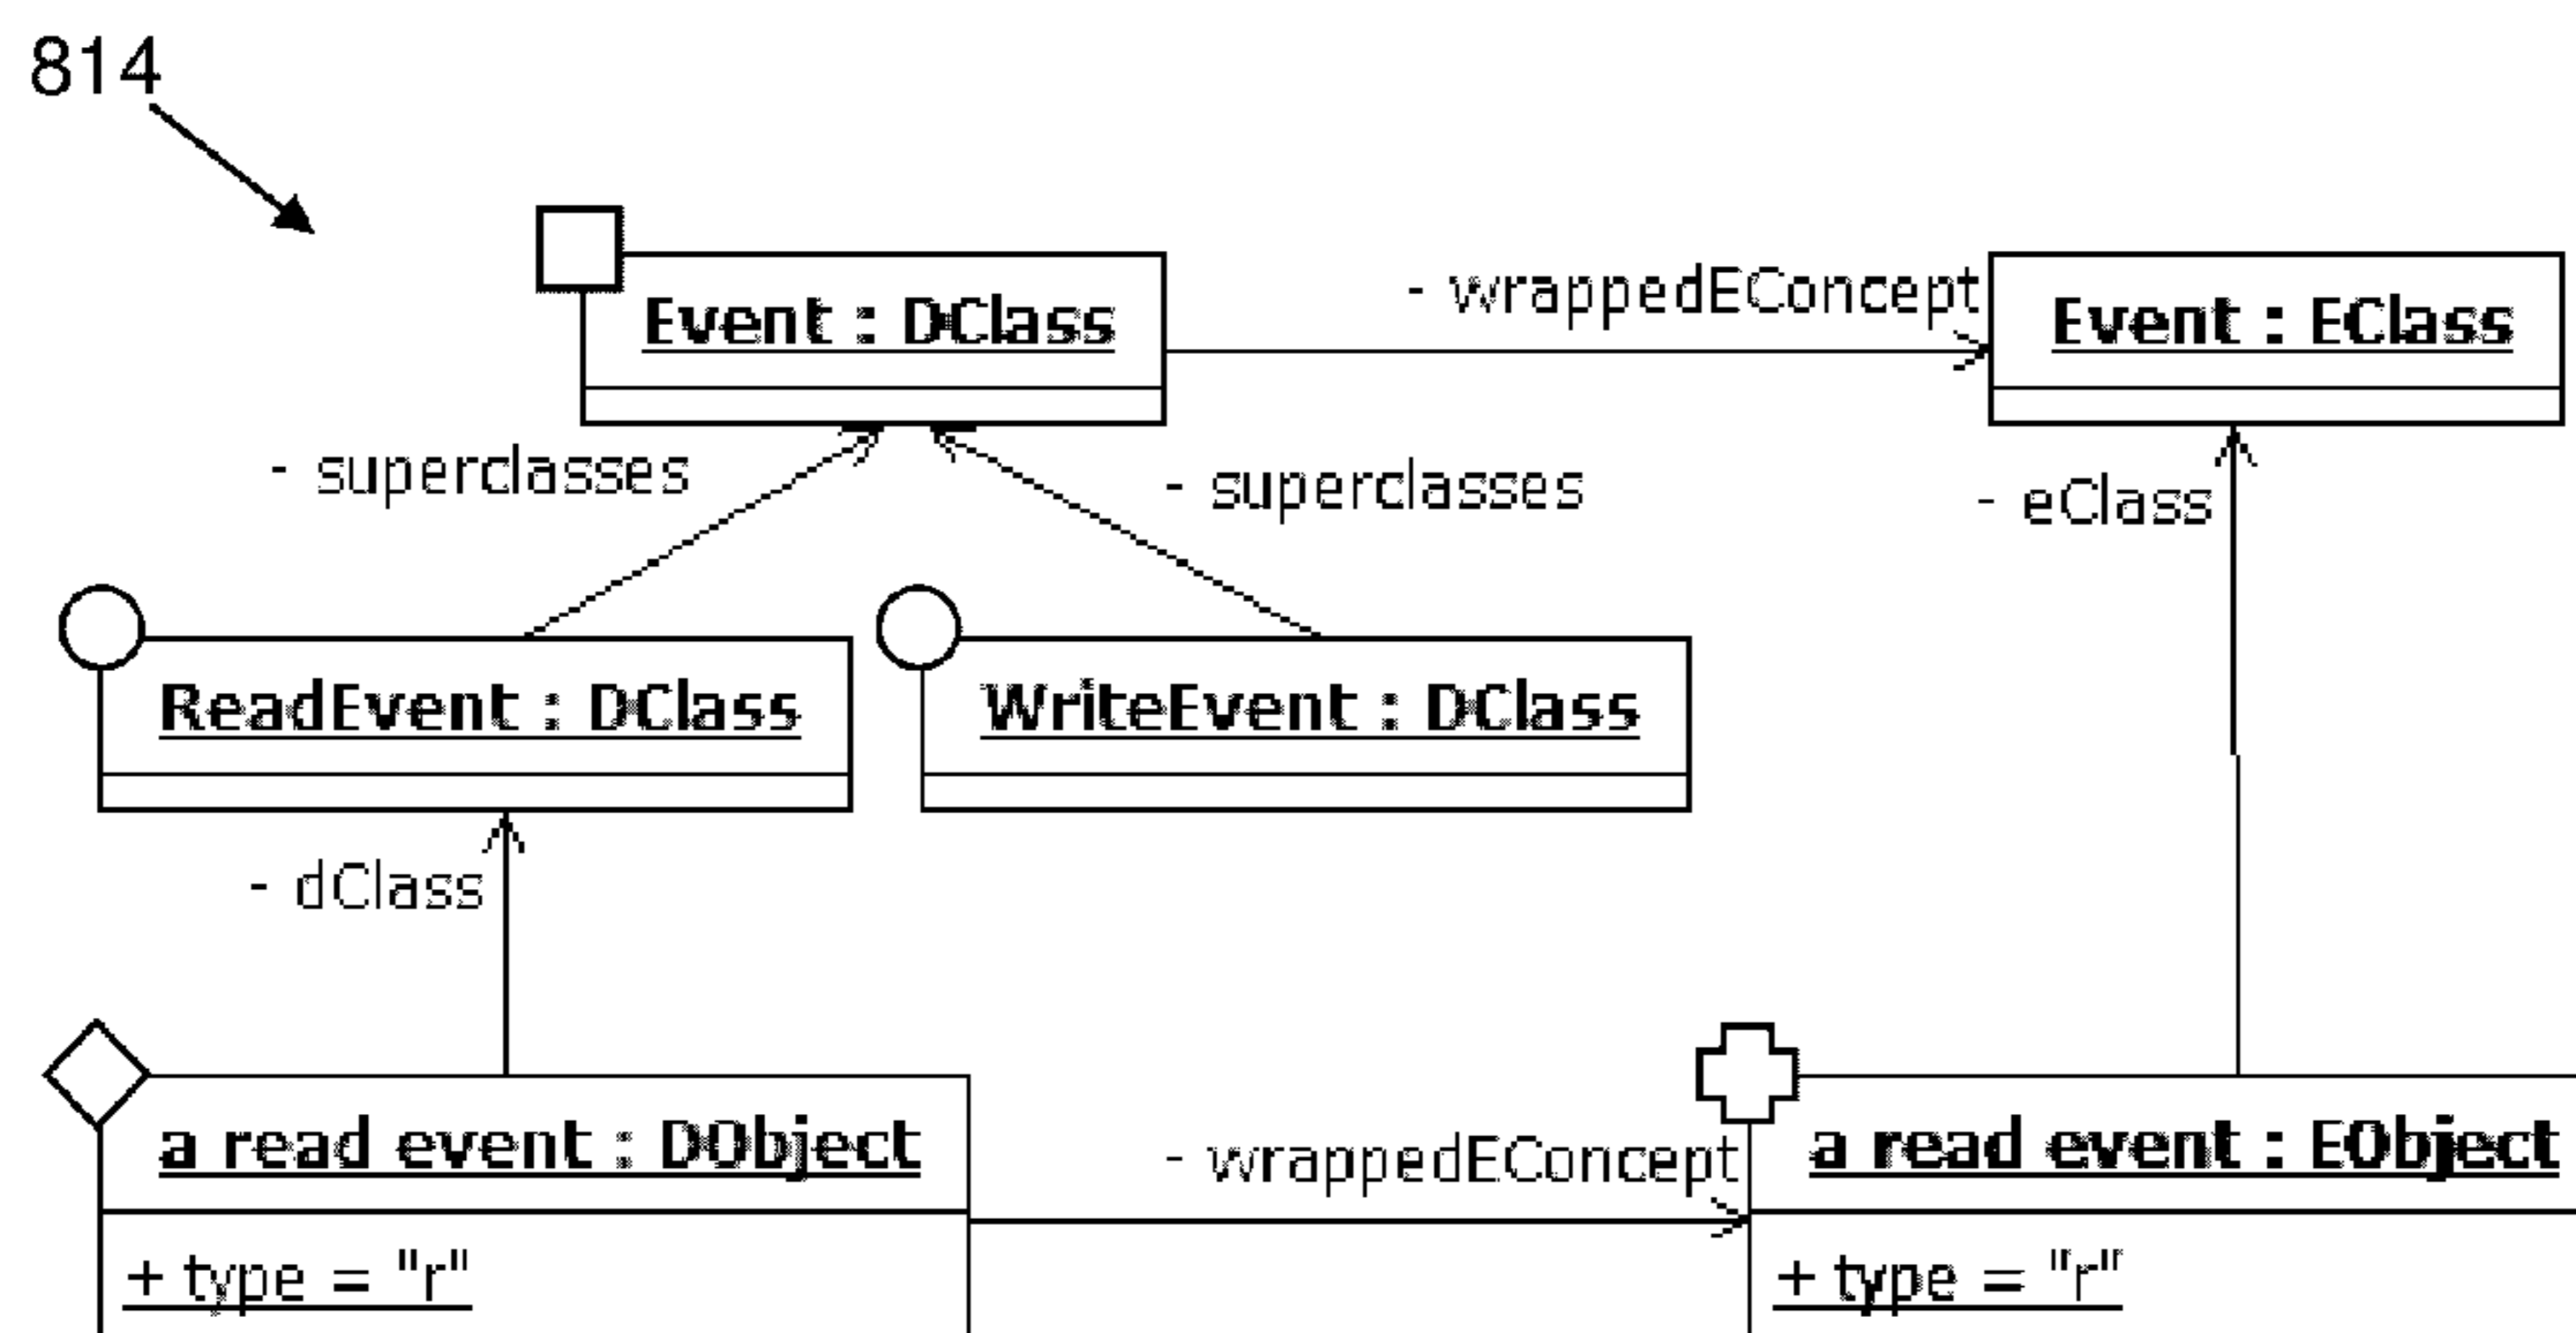 814
- wrappedEConcept
Event : DClass
Event : EClass
- superclasses
- superclasses
- eClass
ReadEvent : DClass
WriteEvent : DClass
- dClass
a read event : DObject
- wrappedEConcept
a read event : EObject
+ type = "r"
+ type = "r"